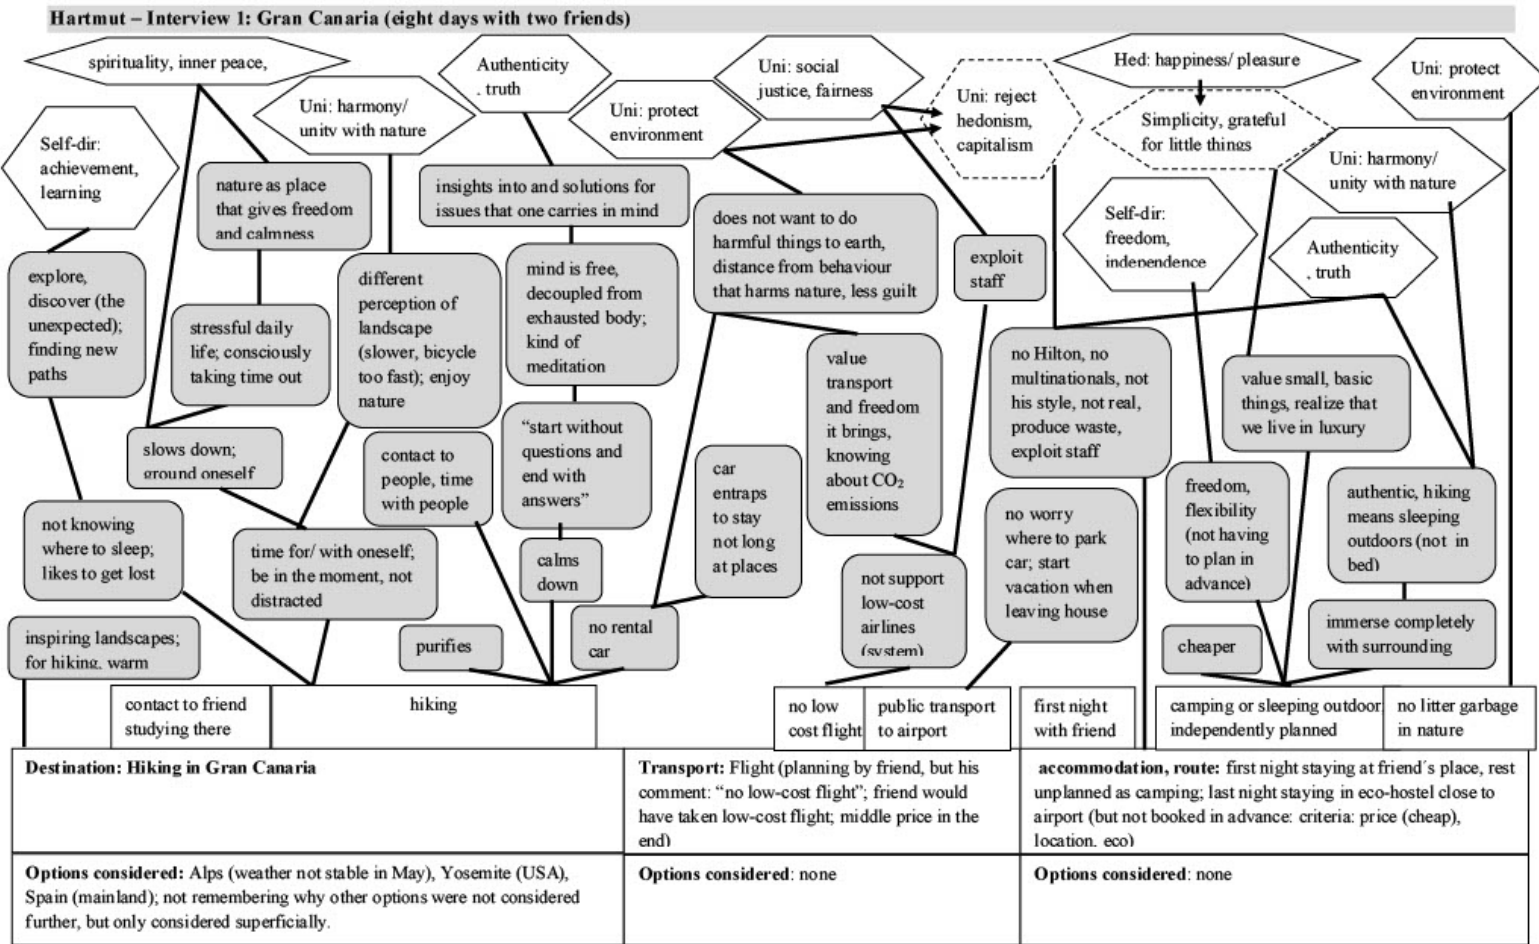 Hartmut – Interview 1: Gran Canaria (eight days with two friends)
spirituality, inner peace,
Self-dir:
achievement,
learning
Uni: harmony/
unity with nature
Authenticity
. truth
Uni: protect
environment
Uni: social
justice, fairness
Uni: reject
hedonism,
capitalism
Hed: happiness/ pleasure
Simplicity, grateful
for little things
Uni: protect
environment
Uni: harmony/
unity with nature
Self-dir:
freedom,
independence
Authenticity
. truth
nature as place
that gives freedom
and calmness
insights into and solutions for
issues that one carries in mind
does not want to do
harmful things to earth,
distance from behaviour
that harms nature, less guilt
exploit
staff
explore,
discover (the
unexpected);
finding new
paths
stressful daily
life; consciously
taking time out
different
perception of
landscape
(slower, bicycle
too fast); enjoy
nature
mind is free,
decoupled from
exhausted body;
kind of
meditation
value
transport
and freedom
it brings,
knowing
about CO₂
emissions
no Hilton, no
multinationals, not
his style, not real,
produce waste,
exploit staff
value small, basic
things, realize that
we live in luxury
slows down;
ground oneself
contact to
people, time
with people
“start without
questions and
end with
answers”
car
entraps
to stay
not long
at places
freedom,
flexibility
(not having
to plan in
advance)
authentic, hiking
means sleeping
outdoors (not in
bed)
not knowing
where to sleep;
likes to get lost
time for/ with oneself;
be in the moment, not
distracted
calms
down
not support
low-cost
airlines
(system)
no worry
where to park
car; start
vacation when
leaving house
inspiring landscapes;
for hiking, warm
purifies
no rental
car
cheaper
immerse completely
with surrounding
contact to friend
studying there
hiking
no low
cost flight
public transport
to airport
first night
with friend
camping or sleeping outdoor
independently planned
no litter garbage
in nature
Destination: Hiking in Gran Canaria
Transport: Flight (planning by friend, but his
comment: “no low-cost flight”; friend would
have taken low-cost flight; middle price in the
end)
accommodation, route: first night staying at friend´s place, rest
unplanned as camping; last night staying in eco-hostel close to
airport (but not booked in advance: criteria: price (cheap),
location, eco)
Options considered: Alps (weather not stable in May), Yosemite (USA),
Spain (mainland); not remembering why other options were not considered
further, but only considered superficially.
Options considered: none
Options considered: none